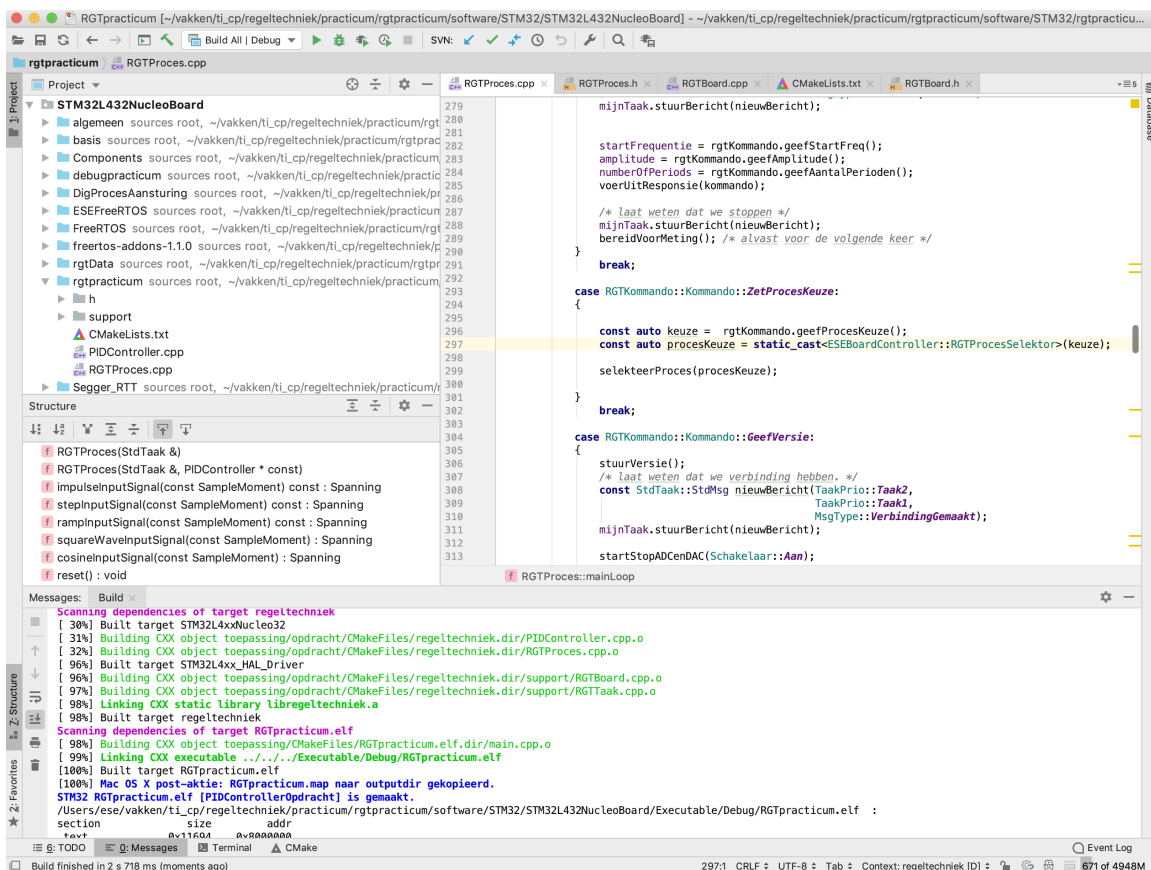 RGTpracticum [~/vakken/ti_cp/regeltechniek/practicum/rgtpracticum/software/STM32/STM32L432NucleoBoard] - ~/vakken/ti_cp/regeltechniek/practicum/rgtpracticum/software/STM32/rgtpracticu...
Build All | Debug
SVN:
rgtpracticum
RGTProces.cpp
1: Project
Project
STM32L432NucleoBoard
algemeen sources root, ~/vakken/ti_cp/regeltechniek/practicum/rgt
basis sources root, ~/vakken/ti_cp/regeltechniek/practicum/rgtprac
Components sources root, ~/vakken/ti_cp/regeltechniek/practicum,
debugpracticum sources root, ~/vakken/ti_cp/regeltechniek/practic
DigProcesAansturing sources root, ~/vakken/ti_cp/regeltechniek/p
ESEFreeRTOS sources root, ~/vakken/ti_cp/regeltechniek/practicum
FreeRTOS sources root, ~/vakken/ti_cp/regeltechniek/practicum/rgt
freertos-addons-1.1.0 sources root, ~/vakken/ti_cp/regeltechniek/p
rgtData sources root, ~/vakken/ti_cp/regeltechniek/practicum/rgtpr
rgtpracticum sources root, ~/vakken/ti_cp/regeltechniek/practicum,
h
support
CMakeLists.txt
PIDController.cpp
RGTProces.cpp
Segger_RTT sources root, ~/vakken/ti_cp/regeltechniek/practicum/r
Structure
RGTProces(StdTaak &)
RGTProces(StdTaak &, PIDController * const)
impulseInputSignal(const SampleMoment) const : Spanning
stepInputSignal(const SampleMoment) const : Spanning
rampInputSignal(const SampleMoment) const : Spanning
squareWaveInputSignal(const SampleMoment) : Spanning
cosineInputSignal(const SampleMoment) : Spanning
reset() : void
RGTProces.cpp
RGTProces.h
RGTBoard.cpp
CMakeLists.txt
RGTBoard.h
5
Database
279 mijnTaak.stuurBericht(nieuwBericht);
280
281
282 startFrequentie = rgtKommando.geefStartFreq();
283 amplitude = rgtKommando.geefAmplitude();
284 numberOfPeriods = rgtKommando.geefAantalPerioden();
285 voerUitResponsie(kommando);
286
287 /* laat weten dat we stoppen */
288 mijnTaak.stuurBericht(nieuwBericht);
289 bereidVoorMeting(); /* alvast voor de volgende keer */
290 }
291 break;
292
293 case RGTKommando::Kommando::ZetProcesKeuze:
294 {
295
296 const auto keuze = rgtKommando.geefProcesKeuze();
297 const auto procesKeuze = static_cast<ESEBoardController::RGTProcesSelektor>(keuze);
298
299 selekteerProces(procesKeuze);
300
301 }
302 break;
303
304 case RGTKommando::Kommando::GeefVersie:
305 {
306 stuurVersie();
307 /* laat weten dat we verbinding hebben. */
308 const StdTaak::StdMsg nieuwBericht(TaakPrio::Taak2,
309 TaakPrio::Taak1,
310 MsgType::VerbindingGemaakt);
311 mijnTaak.stuurBericht(nieuwBericht);
312
313 startStopADCenDAC(Schakelaar::Aan);
RGTProces::mainLoop
Messages: Build
Scanning dependencies of target regeltechniek
[ 30%] Built target STM32L4xxNucleo32
[ 31%] Building CXX object toepassing/opdracht/CMakeFiles/regeltechniek.dir/PIDController.cpp.o
[ 32%] Building CXX object toepassing/opdracht/CMakeFiles/regeltechniek.dir/RGTProces.cpp.o
[ 96%] Built target STM32L4xx_HAL_Driver
[ 96%] Building CXX object toepassing/opdracht/CMakeFiles/regeltechniek.dir/support/RGTBoard.cpp.o
[ 97%] Building CXX object toepassing/opdracht/CMakeFiles/regeltechniek.dir/support/RGTTaak.cpp.o
[ 98%] Linking CXX static library libregeltechniek.a
[ 98%] Built target regeltechniek
Scanning dependencies of target RGTpracticum.elf
[ 98%] Building CXX object toepassing/CMakeFiles/RGTpracticum.elf.dir/main.cpp.o
[ 99%] Linking CXX executable ../../../Executable/Debug/RGTpracticum.elf
[100%] Built target RGTpracticum.elf
[100%] Mac OS X post-aktie: RGTpracticum.map naar outputdir gekopieerd.
STM32 RGTpracticum.elf [PIDControllerOpdracht] is gemaakt.
/Users/ese/vakken/ti_cp/regeltechniek/practicum/rgtpracticum/software/STM32/STM32L432NucleoBoard/Executable/Debug/RGTpracticum.elf :
section size addr
.text 0x11694 0x8000000
Z: Structure
2: Favorites
6: TODO
0: Messages
Terminal
CMake
Event Log
Build finished in 2 s 718 ms (moments ago)
297:1 CRLF UTF-8 Tab Context: regeltechniek [D] 671 of 4948M